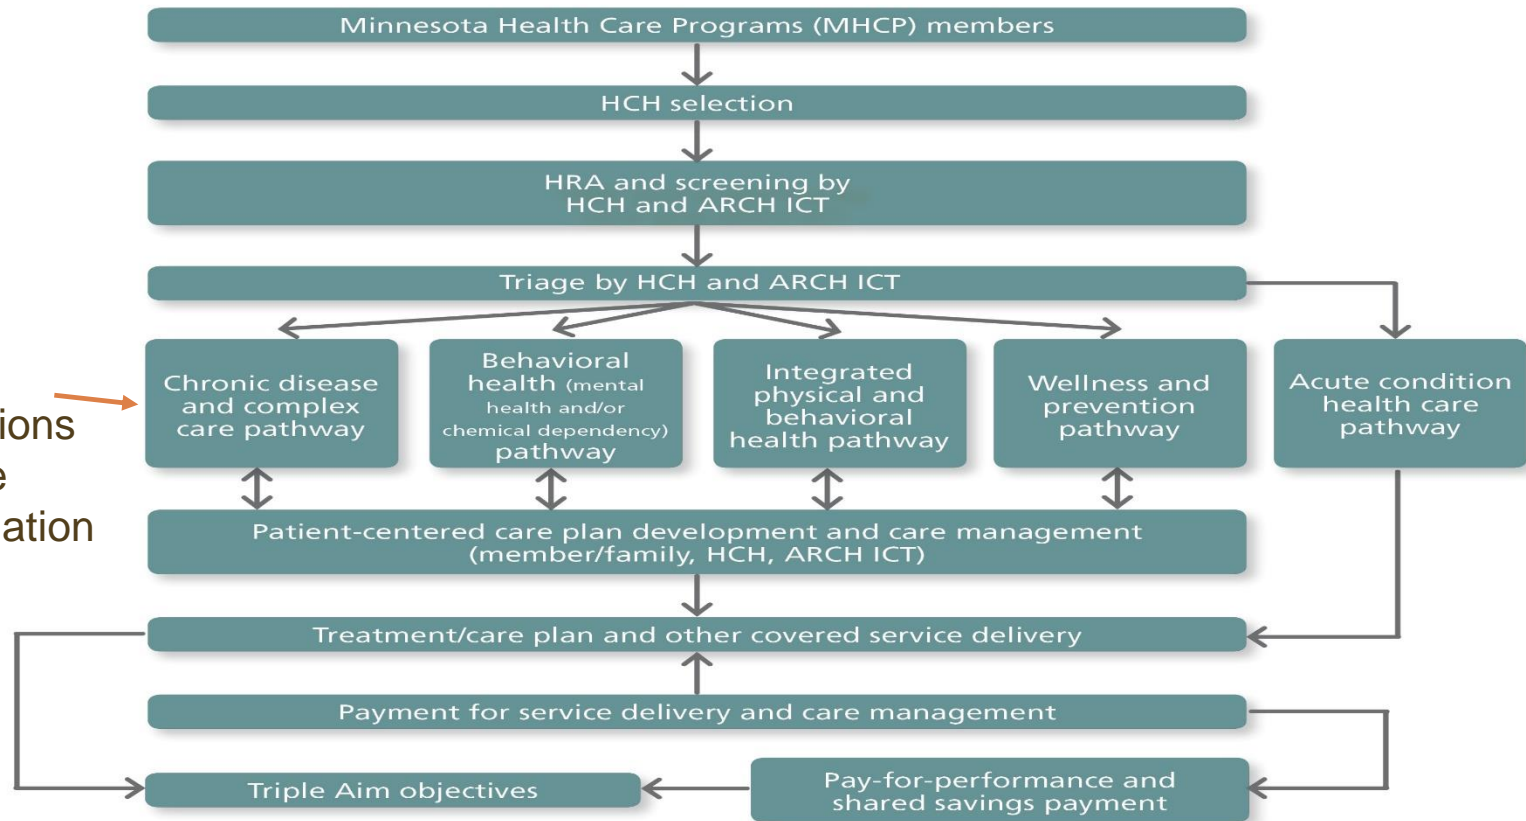 Minnesota Health Care Programs (MHCP) members
HCH selection
HRA and screening by
HCH and ARCH ICT
Triage by HCH and ARCH ICT
Chronic disease
and complex
care pathway
Behavioral
health (mental
health and/or
chemical dependency)
pathway
Integrated
physical and
behavioral
health pathway
Wellness and
prevention
pathway
Acute condition
health care
pathway
Patient-centered care plan development and care management
(member/family, HCH, ARCH ICT)
Treatment/care plan and other covered service delivery
Payment for service delivery and care management
Triple Aim objectives
Pay-for-performance and
shared savings payment